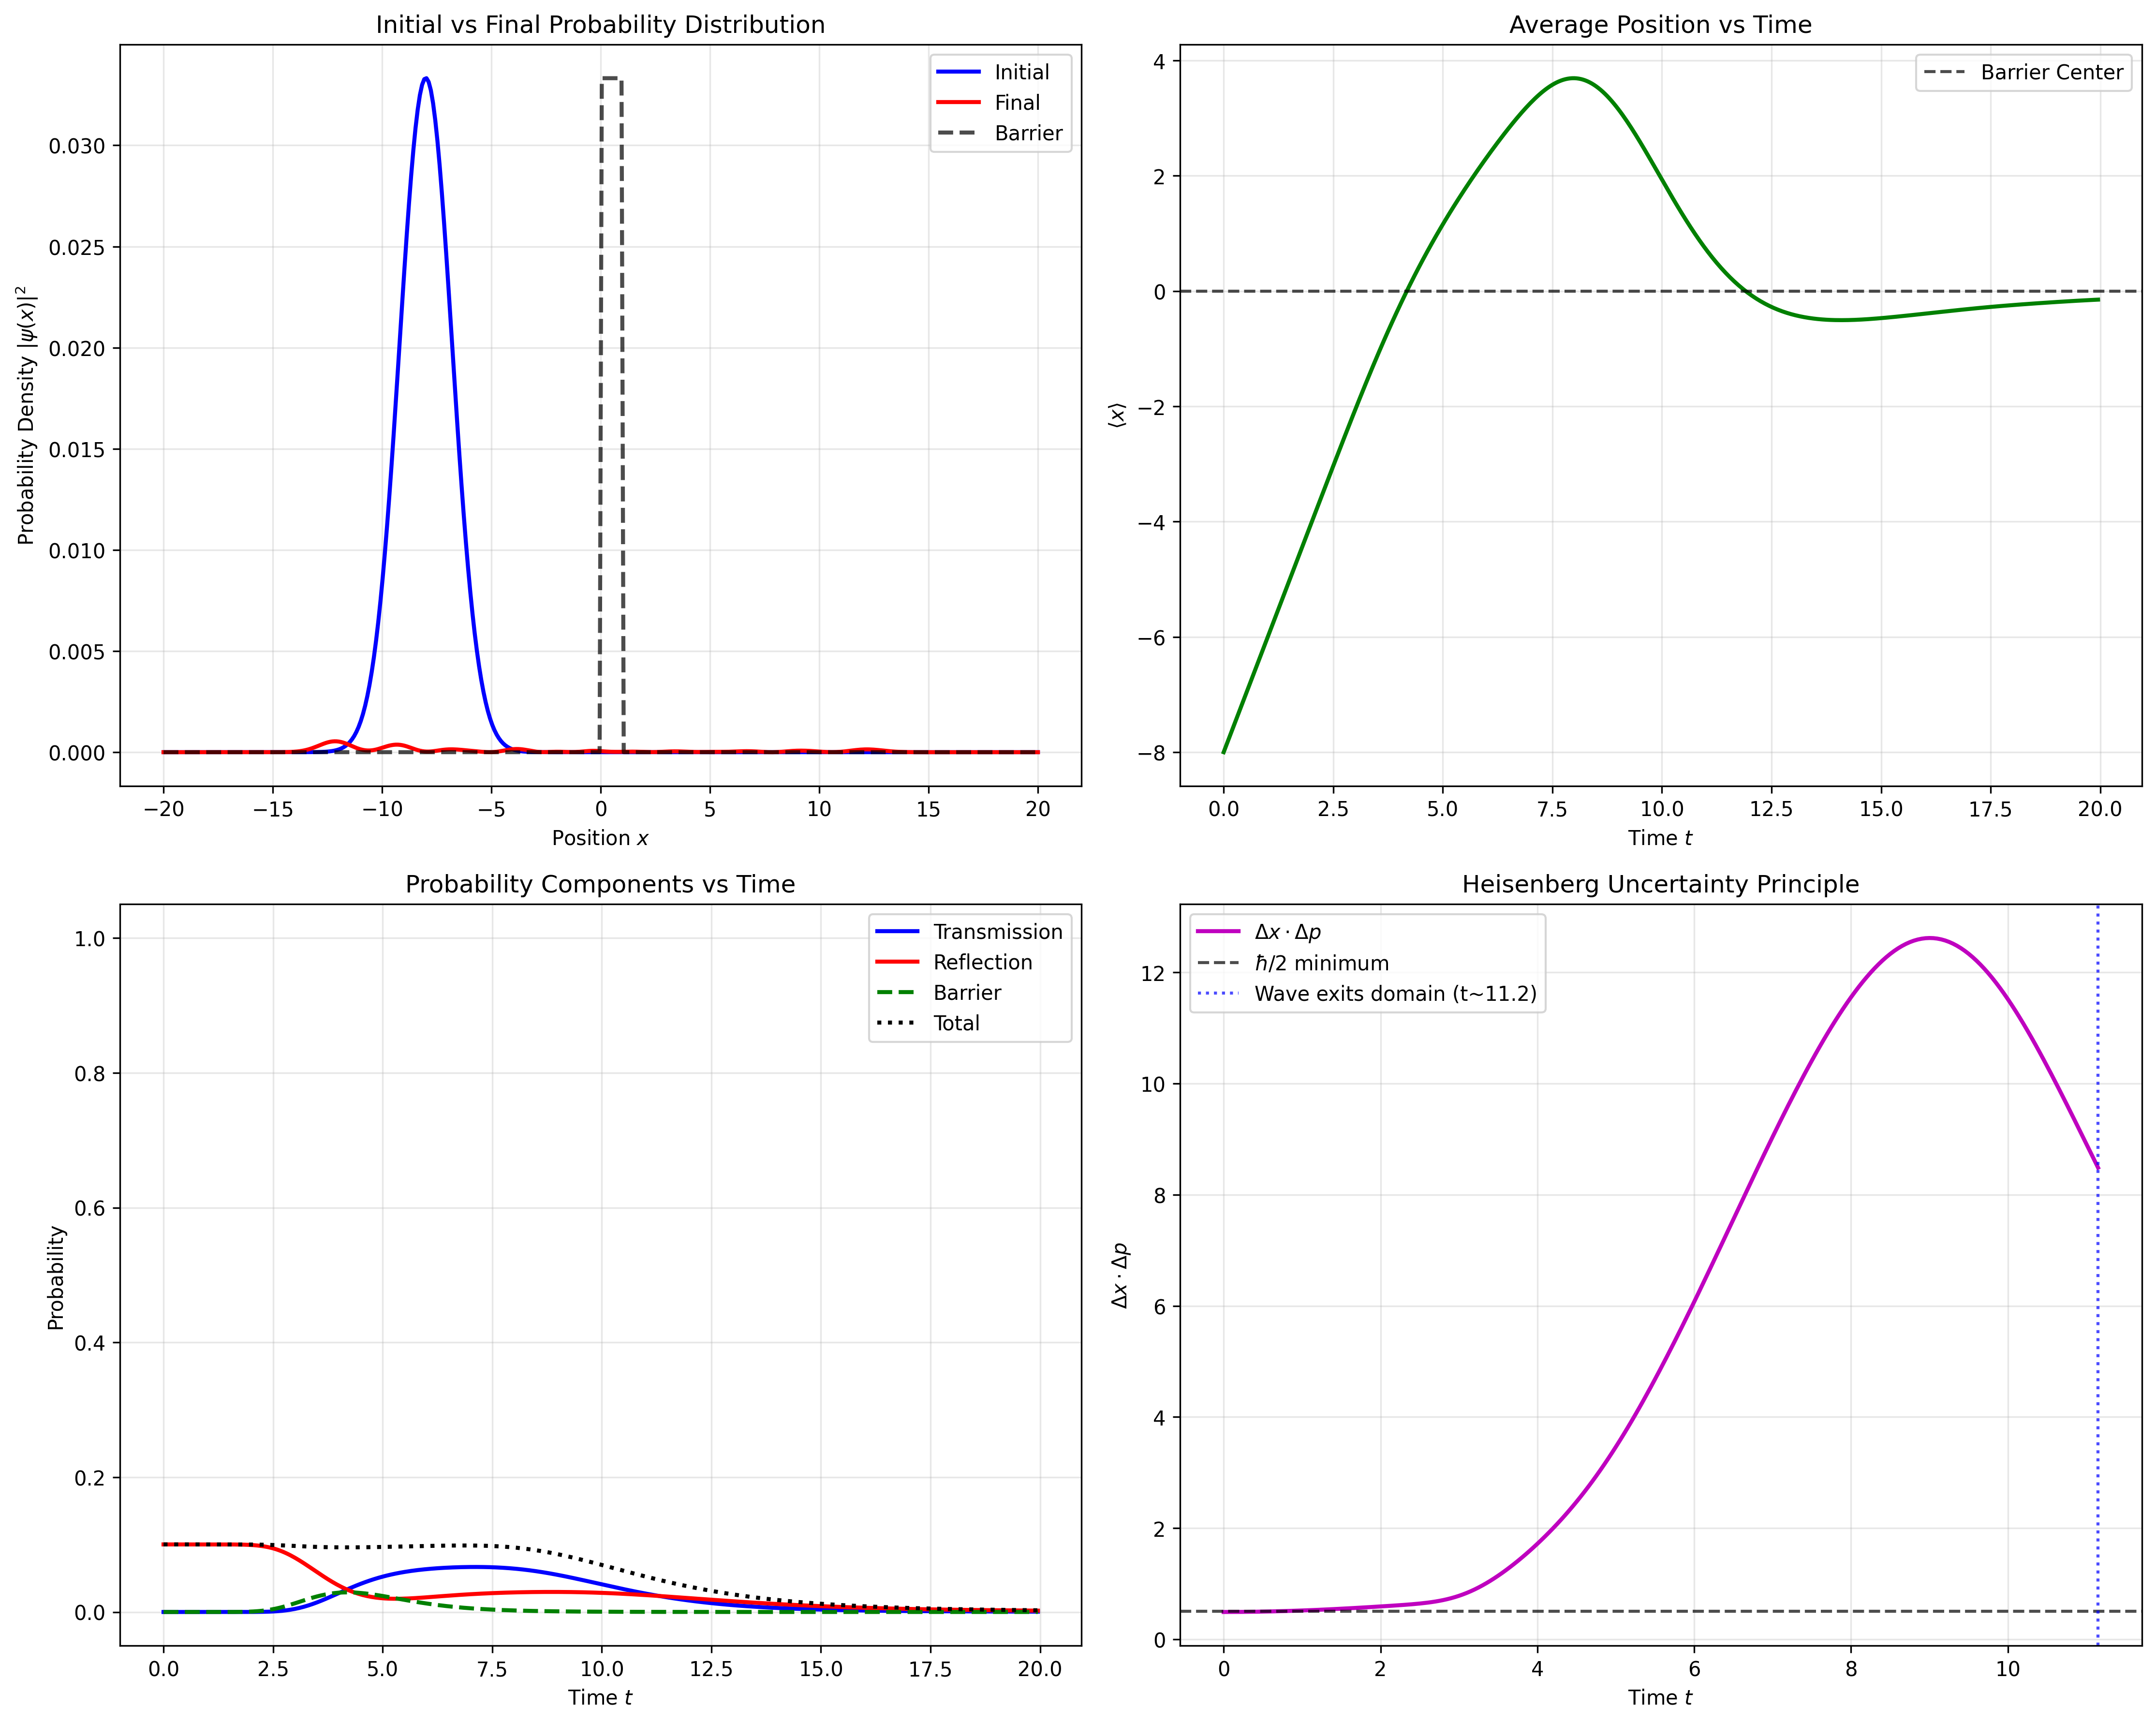 Initial vs Final Probability Distribution
Initial
Final
Barrier
0.030
0.025
0.020
0.015
0.010
0.005
0.000
Probability Density |ψ(x)|²
−20
−15
−10
−5
0
5
10
15
20
Position x
Average Position vs Time
Barrier Center
4
2
0
−2
−4
−6
−8
⟨x⟩
0.0
2.5
5.0
7.5
10.0
12.5
15.0
17.5
20.0
Time t
Probability Components vs Time
Transmission
Reflection
Barrier
Total
1.0
0.8
0.6
0.4
0.2
0.0
Probability
0.0
2.5
5.0
7.5
10.0
12.5
15.0
17.5
20.0
Time t
Heisenberg Uncertainty Principle
Δx · Δp
ℏ/2 minimum
Wave exits domain (t~11.2)
12
10
8
6
4
2
0
Δx · Δp
0
2
4
6
8
10
Time t